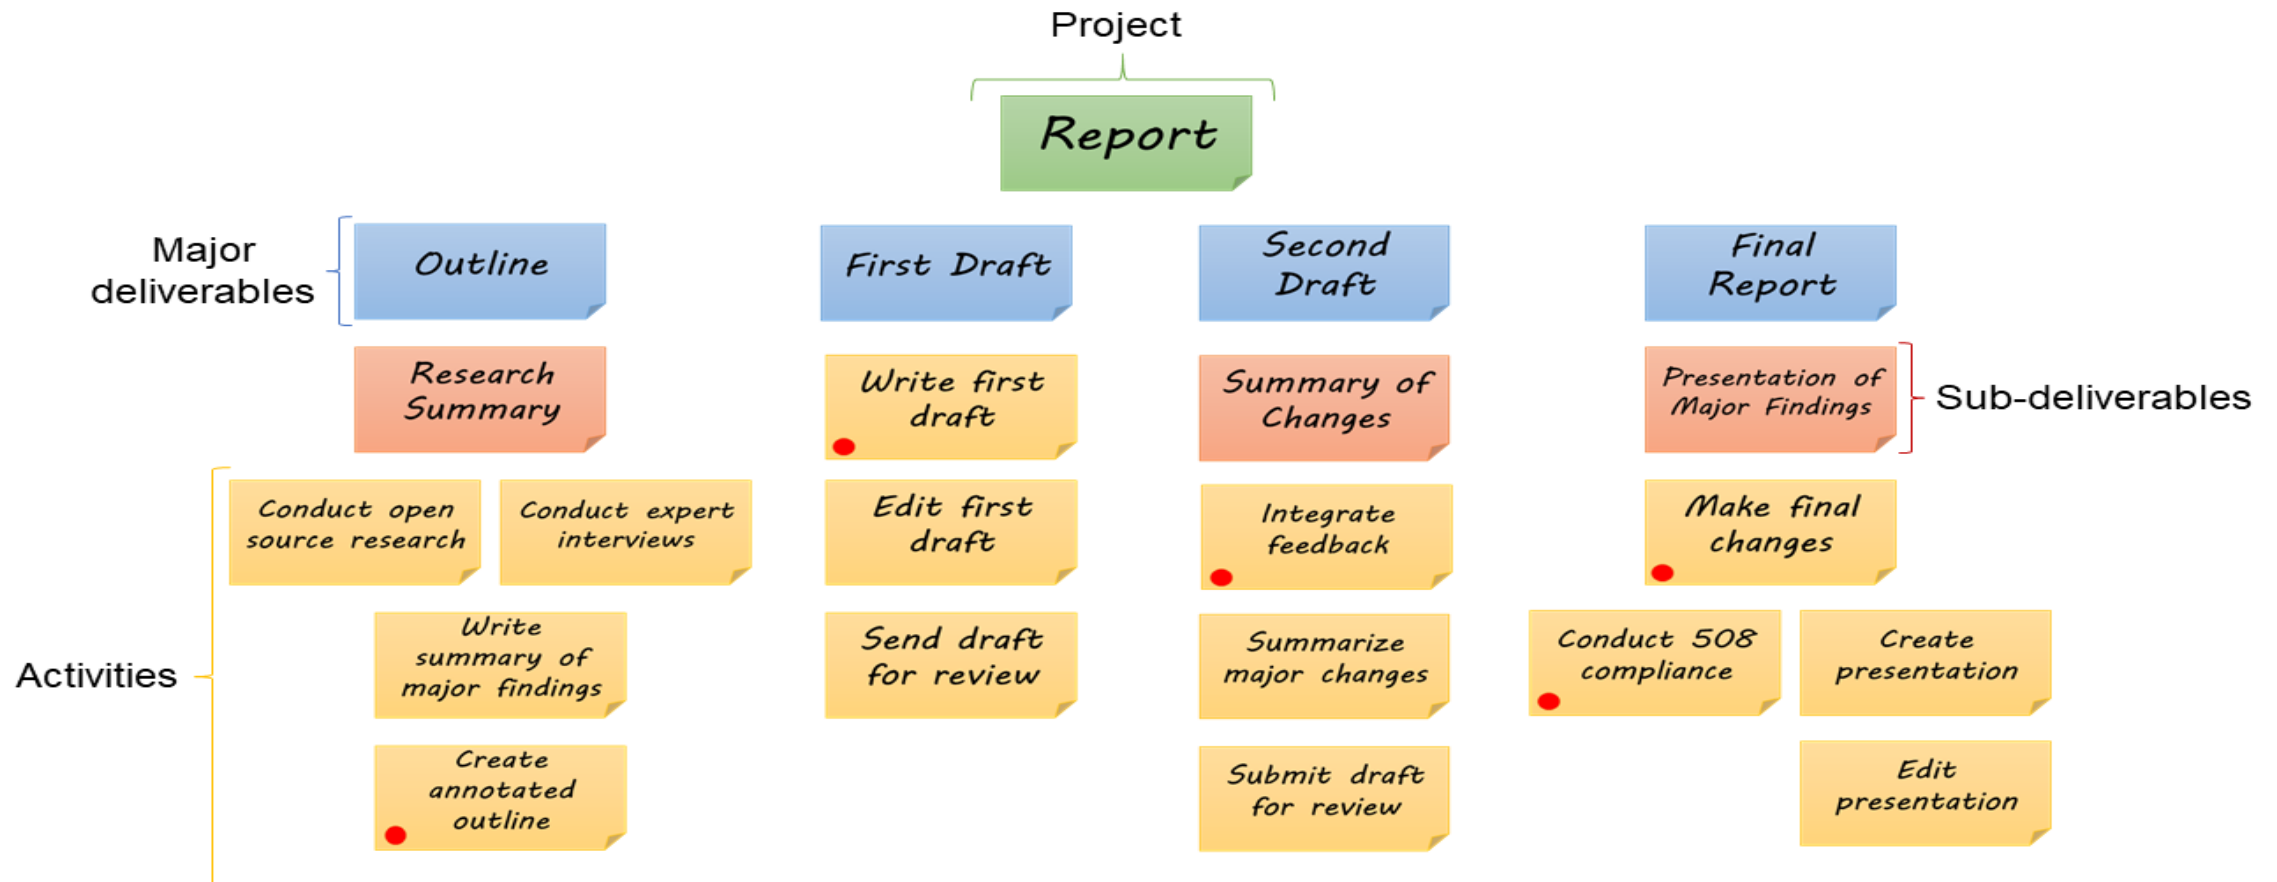 Project
Report
Major
deliverables
Outline
First Draft
Second
Draft
Final
Report
Research
Summary
Write first
draft
Summary of
Changes
Presentation of
Major Findings
Sub-deliverables
Activities
Conduct open
source research
Conduct expert
interviews
Edit first
draft
Integrate
feedback
Make final
changes
Write
summary of
major findings
Send draft
for review
Summarize
major changes
Conduct 508
compliance
Create
presentation
Create
annotated
outline
Submit draft
for review
Edit
presentation